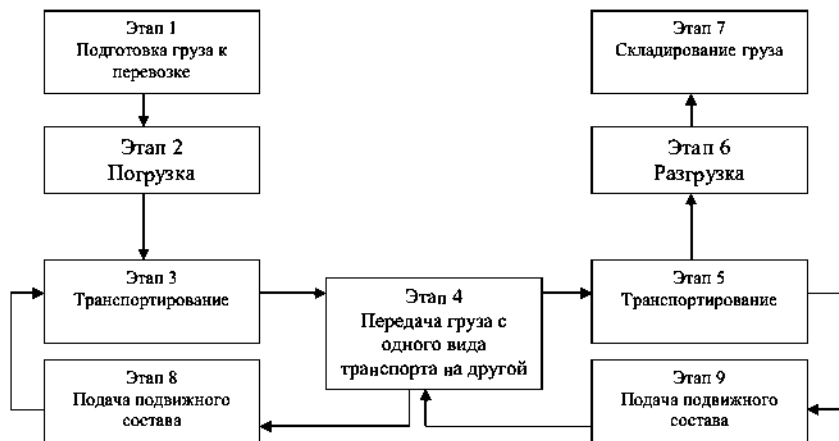 Этап 1
Подготовка груза к
перевозке
Этап 7
Складирование груза
Этап 2
Погрузка
Этап 6
Разгрузка
Этап 3
Транспортирование
Этап 4
Передача груза с
одного вида
транспорта на другой
Этап 5
Транспортирование
Этап 8
Подача подвижного
состава
Этап 9
Подача подвижного
состава